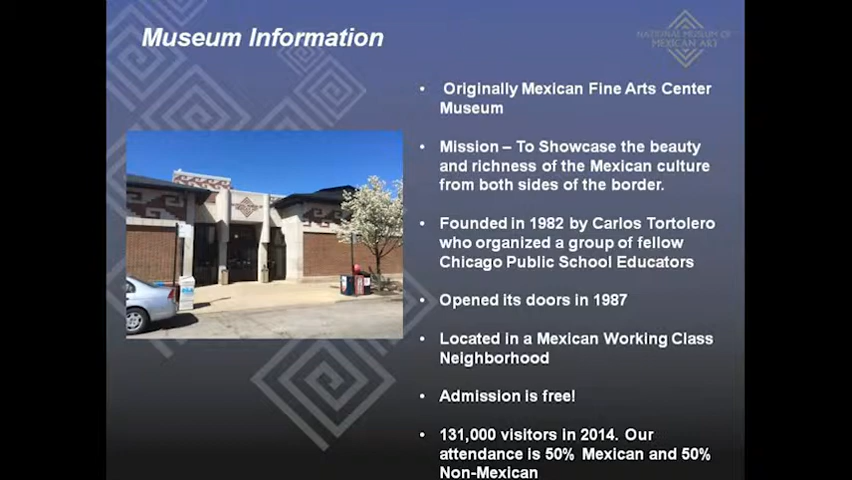 Museum Information
NATIONAL MUSEUM OF
MEXICAN ART
• Originally Mexican Fine Arts Center
Museum
• Mission – To Showcase the beauty
and richness of the Mexican culture
from both sides of the border.
• Founded in 1982 by Carlos Tortolero
who organized a group of fellow
Chicago Public School Educators
• Opened its doors in 1987
• Located in a Mexican Working Class
Neighborhood
• Admission is free!
• 131,000 visitors in 2014. Our
attendance is 50% Mexican and 50%
Non-Mexican